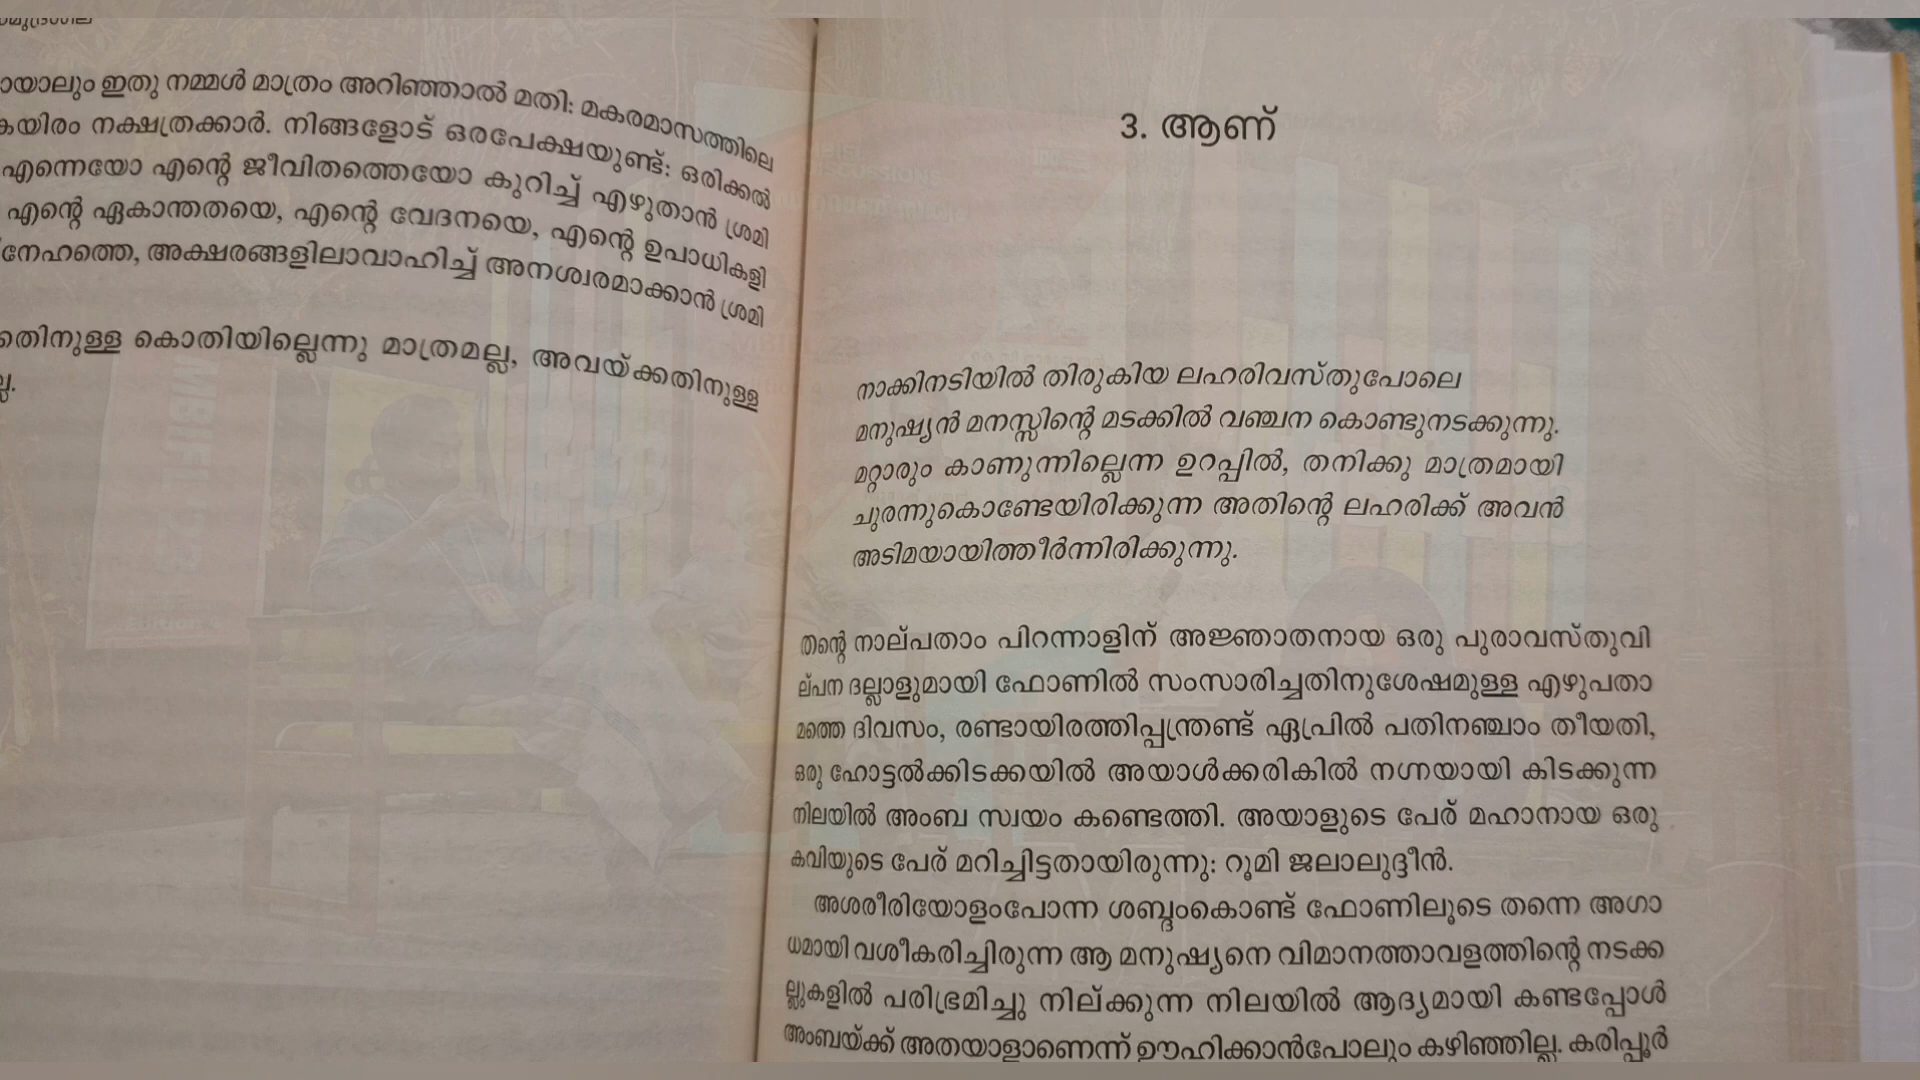 ഇതു നമ്മൾ മാത്രം അറിഞ്ഞാൽ മതി: മകരമാസത്തിലെ
നക്ഷത്രക്കാർ. നിങ്ങളോട് ഒരപേക്ഷയുണ്ട്: ഒരിക്കൽ
എന്നെയോ എന്റെ ജീവിതത്തെയോ കുറിച്ച് എഴുതാൻ ശ്രമി
എന്റെ ഏകാന്തതയെ, എന്റെ വേദനയെ, എന്റെ ഉപാധികളി
നേഹത്തെ, അക്ഷരങ്ങളിലാവാഹിച്ച് അനശ്വരമാക്കാൻ ശ്രമി
തിനുള്ള കൊതിയില്ലെന്നു മാത്രമല്ല, അവയ്ക്കതിനുള്ള
ല്ല.
3. ആണ്
നാക്കിനടിയിൽ തിരുകിയ ലഹരിവസ്തുപോലെ
മനുഷ്യൻ മനസ്സിന്റെ മടക്കിൽ വഞ്ചന കൊണ്ടുനടക്കുന്നു.
മറ്റാരും കാണുന്നില്ലെന്ന ഉറപ്പിൽ, തനിക്കു മാത്രമായി
ചുരന്നുകൊണ്ടേയിരിക്കുന്ന അതിന്റെ ലഹരിക്ക് അവൻ
അടിമയായിത്തീർന്നിരിക്കുന്നു.
തന്റെ നാല്പതാം പിറന്നാളിന് അജ്ഞാതനായ ഒരു പുരാവസ്തുവി
ല്പന ദല്ലാളുമായി ഫോണിൽ സംസാരിച്ചതിനുശേഷമുള്ള എഴുപതാ
മത്തെ ദിവസം, രണ്ടായിരത്തിപ്പന്ത്രണ്ട് ഏപ്രിൽ പതിനഞ്ചാം തീയതി,
ഒരു ഹോട്ടൽക്കിടക്കയിൽ അയാൾക്കരികിൽ നഗ്നയായി കിടക്കുന്ന
നിലയിൽ അംബ സ്വയം കണ്ടെത്തി. അയാളുടെ പേര് മഹാനായ ഒരു
കവിയുടെ പേര് മറിച്ചിട്ടതായിരുന്നു: റൂമി ജലാലുദ്ദീൻ.
അശരീരിയോളംപോന്ന ശബ്ദംകൊണ്ട് ഫോണിലൂടെ തന്നെ അഗാ
ധമായി വശീകരിച്ചിരുന്ന ആ മനുഷ്യനെ വിമാനത്താവളത്തിന്റെ നടക്ക
ല്ലുകളിൽ പരിഭ്രമിച്ചു നില്ക്കുന്ന നിലയിൽ ആദ്യമായി കണ്ടപ്പോൾ
അംബയ്ക്ക് അതയാളാണെന്ന് ഊഹിക്കാൻപോലും കഴിഞ്ഞില്ല. കരിപ്പൂർ